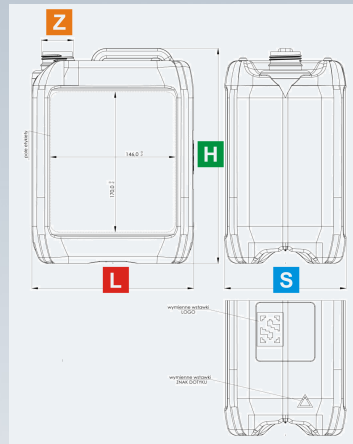 Z
H
pole etykiety
146,0
170,0
L
S
wymienne wstawki
LOGO
wymienne wstawki
ZNAK DOTYKU